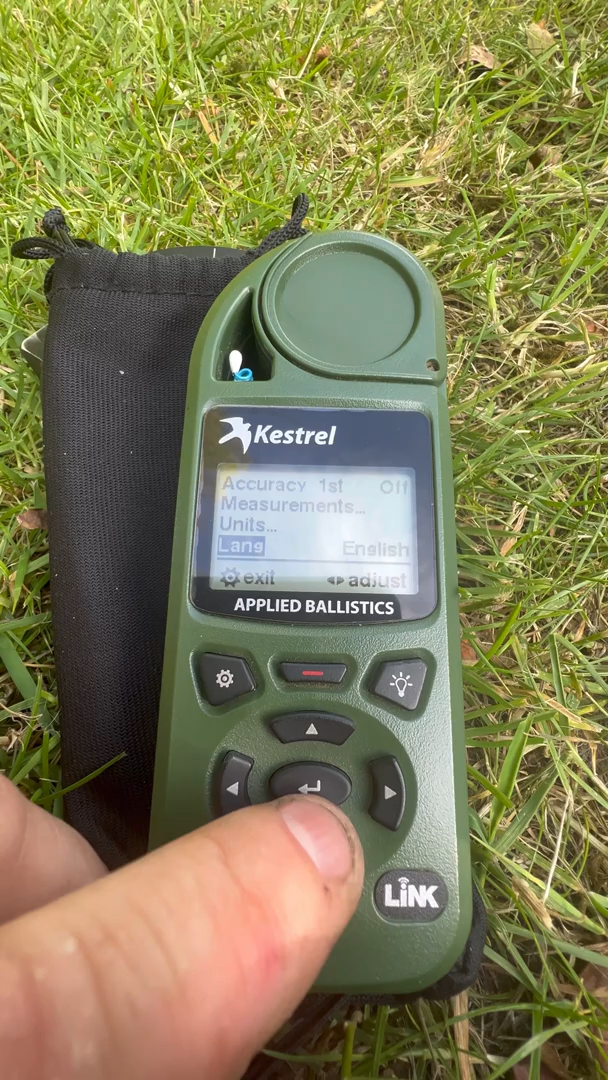 Kestrel
Accuracy 1st Off
Measurements...
Units...
Lang English
exit adjust
APPLIED BALLISTICS
LiNK